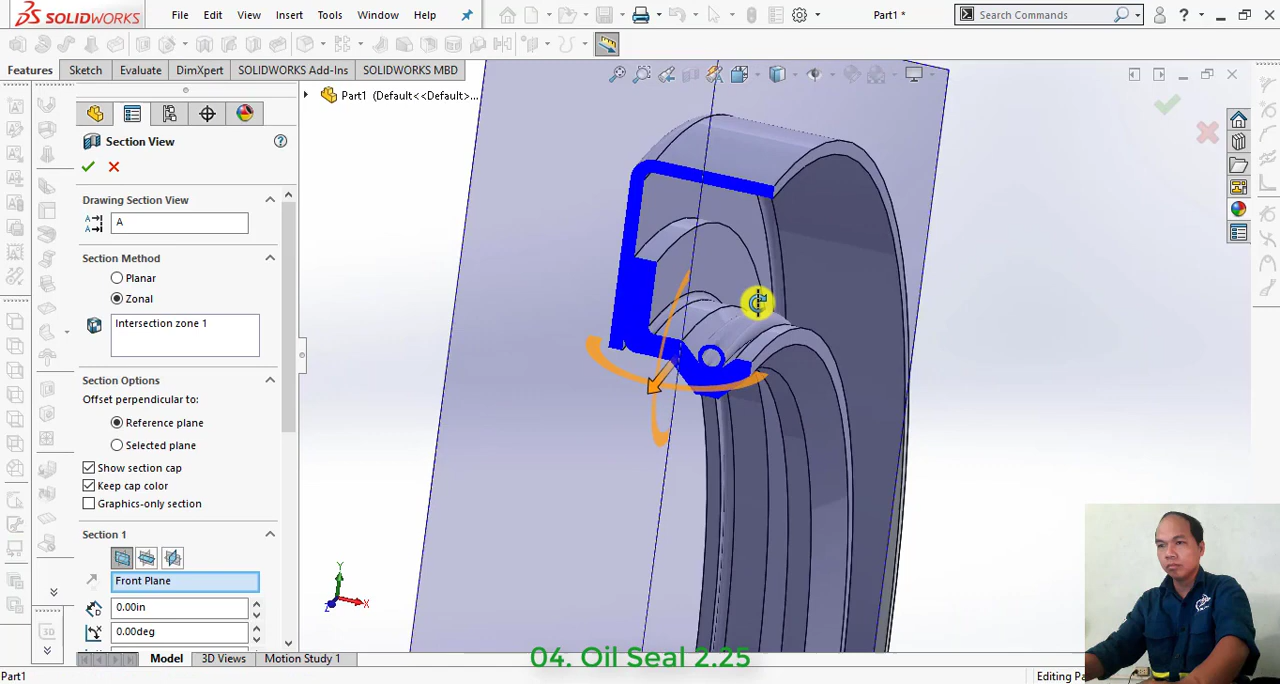 SOLIDWORKS
File Edit View Insert Tools Window Help
Part1 *
Search Commands
?
Features Sketch Evaluate DimXpert SOLIDWORKS Add-Ins SOLIDWORKS MBD
Part1 (Default<<Default>...
Section View
Drawing Section View
A
Section Method
Planar
Zonal
Intersection zone 1
Section Options
Offset perpendicular to:
Reference plane
Selected plane
Show section cap
Keep cap color
Graphics-only section
Section 1
Front Plane
0.00in
0.00deg
Y
X
Z
3D
Model 3D Views Motion Study 1
04. Oil Seal 2.25
Part1
Editing Pa